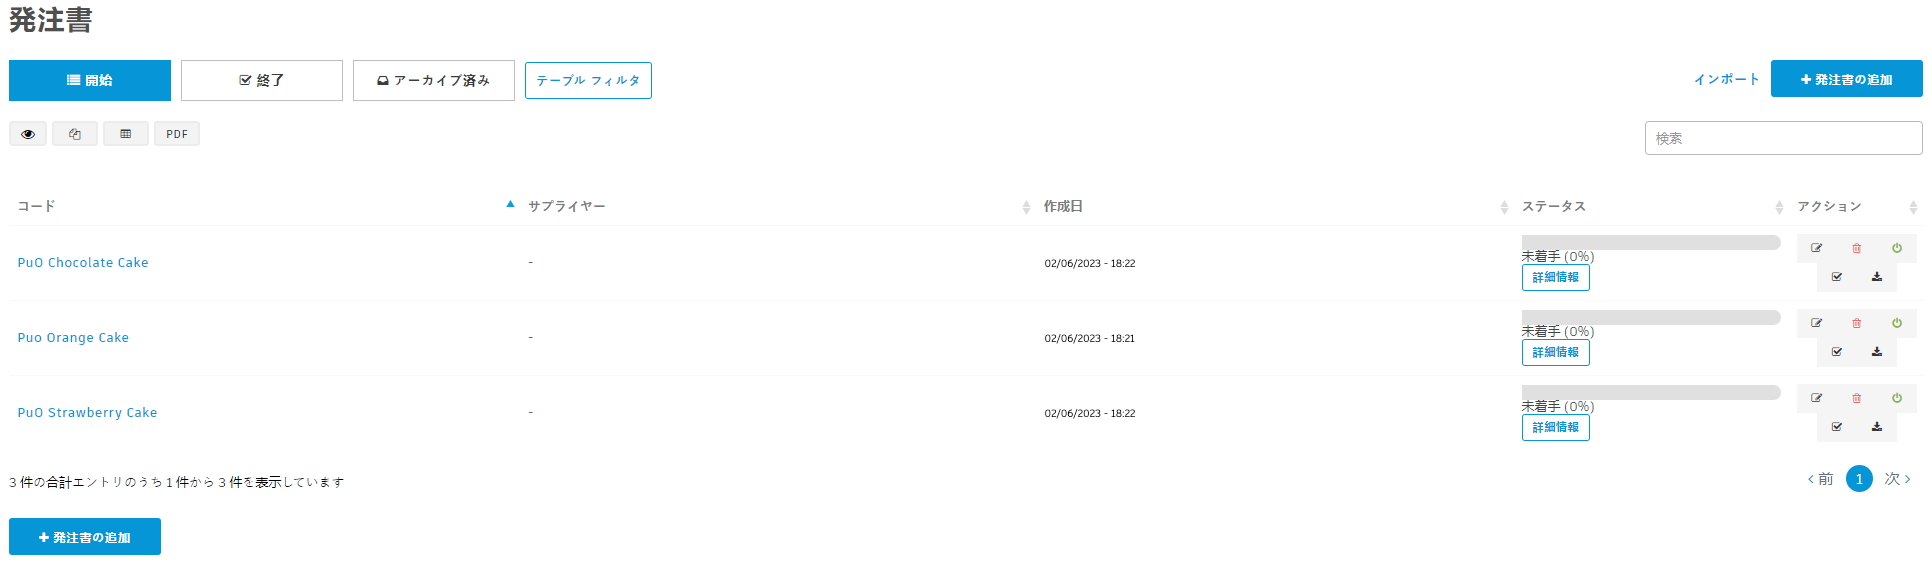 発注書
開始 終了 アーカイブ済み テーブル フィルタ インポート 発注書の追加
PDF 検索
コード サプライヤー 作成日 ステータス アクション
PuO Chocolate Cake - 02/06/2023 - 18:22 未着手 (0%)
詳細情報
Puo Orange Cake - 02/06/2023 - 18:21 未着手 (0%)
詳細情報
PuO Strawberry Cake - 02/06/2023 - 18:22 未着手 (0%)
詳細情報
3 件の合計エントリのうち 1 件から 3 件を表示しています 前 1 次
発注書の追加